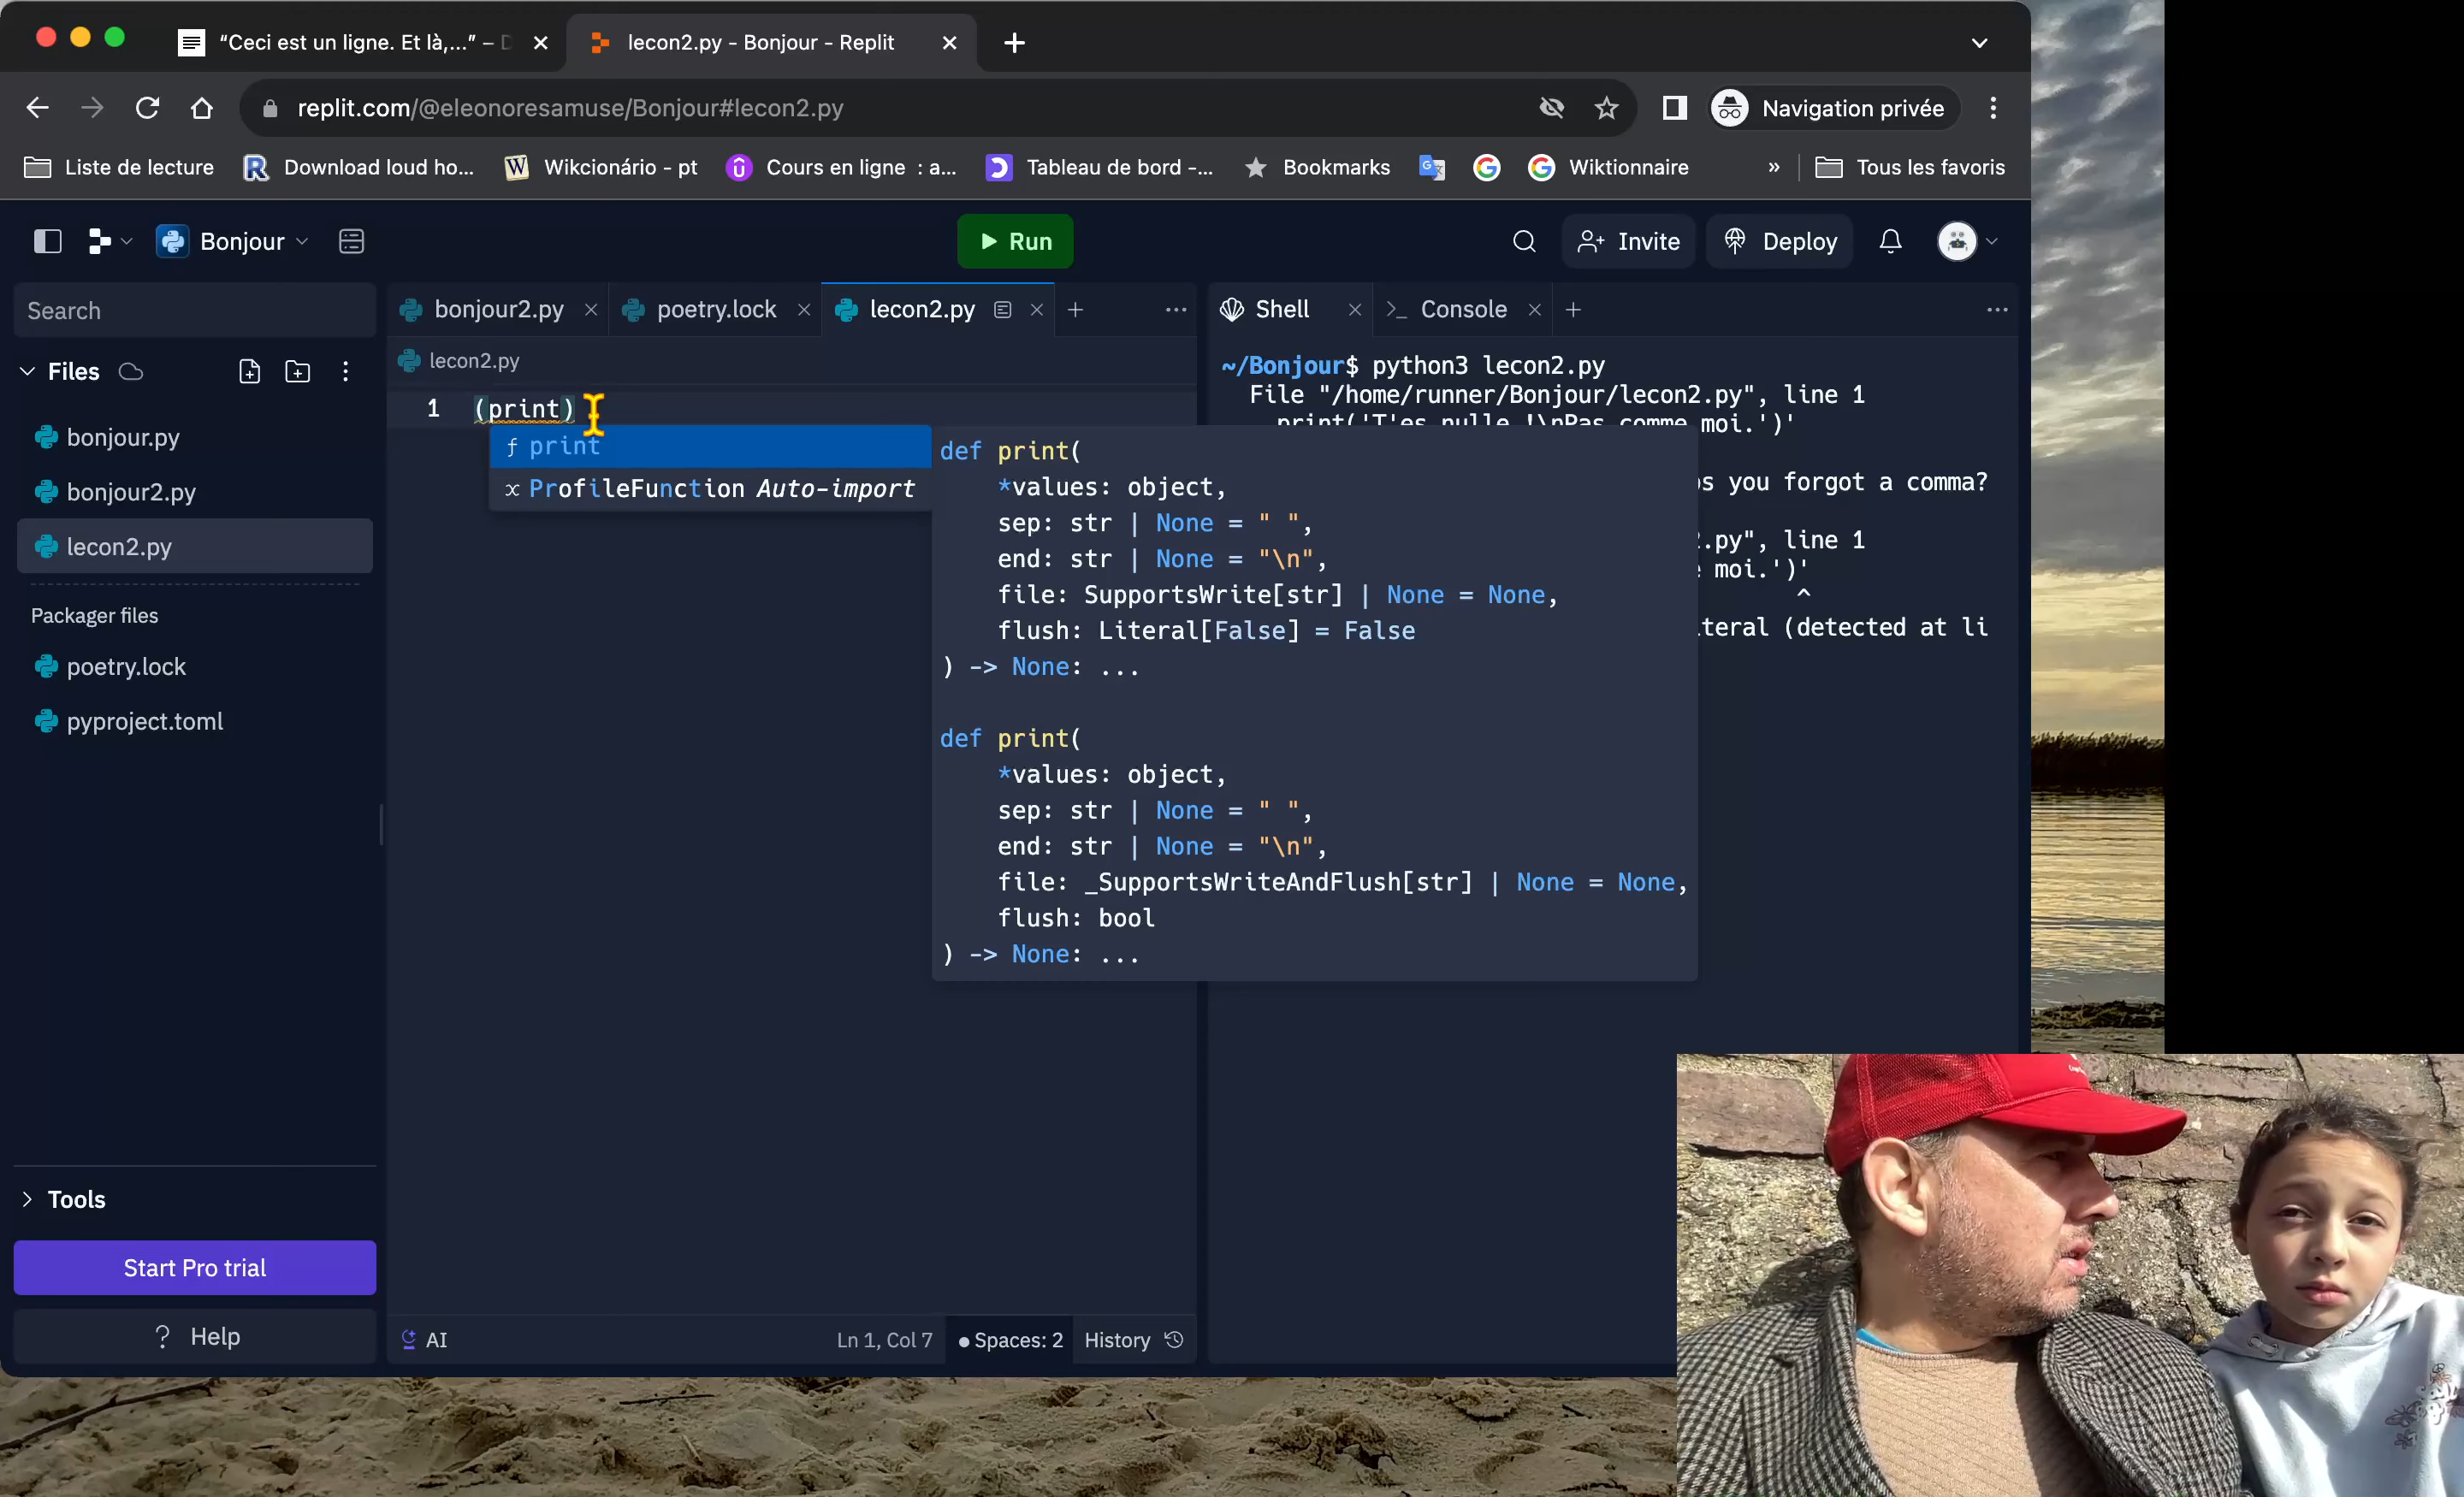 “Ceci est un ligne. Et là,...” –
lecon2.py - Bonjour - Replit
replit.com/@eleonoresamuse/Bonjour#lecon2.py
Navigation privée
Liste de lecture
Download loud ho...
Wikcionário - pt
Cours en ligne : a...
Tableau de bord -...
Bookmarks
Wiktionnaire
»
Tous les favoris
Bonjour
Run
Invite
Deploy
Search
bonjour2.py
poetry.lock
lecon2.py
Shell
Console
Files
bonjour.py
bonjour2.py
lecon2.py
Packager files
poetry.lock
pyproject.toml
lecon2.py
1 (print)
ƒ print
ProfileFunction Auto-import
def print(
*values: object,
sep: str | None = " ",
end: str | None = "\n",
file: SupportsWrite[str] | None = None,
flush: Literal[False] = False
) -> None: ...
def print(
*values: object,
sep: str | None = " ",
end: str | None = "\n",
file: _SupportsWriteAndFlush[str] | None = None,
flush: bool
) -> None: ...
~/Bonjour$ python3 lecon2.py
File "/home/runner/Bonjour/lecon2.py", line 1
print('T'es nulle !\nPas comme moi.')'
you forgot a comma?
.py", line 1
moi.')'
^
(detected at li
Tools
Start Pro trial
? Help
AI
Ln 1, Col 7
Spaces: 2
History